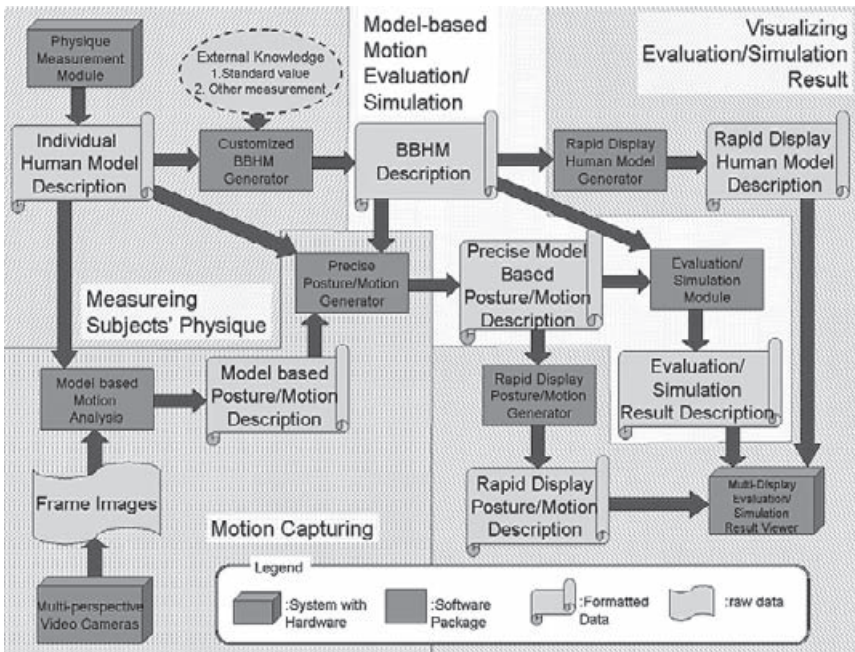 Physique
Measurement
Module
External Knowledge
1.Standard value
2. Other measurement
Model-based
Motion
Evaluation/
Simulation
Visualizing
Evaluation/Simulation
Result
Individual
Human Model
Description
Customized
BBHM
Generator
BBHM
Description
Rapid Display
Human Model
Generator
Rapid Display
Human Model
Description
Measureing
Subjects' Physique
Precise
Posture/Motion
Generator
Precise Model
Based
Posture/Motion
Description
Evaluation/
Simulation
Module
Model based
Motion
Analysis
Model based
Posture/Motion
Description
Rapid Display
Posture/Motion
Generator
Evaluation/
Simulation
Result Description
Frame Images
Rapid Display
Posture/Motion
Description
Multi-Display
Evaluation/
Simulation
Result Viewer
Motion Capturing
Multi-perspective
Video Cameras
Legend
:System with
Hardware
:Software
Package
:Formatted
Data
:raw data